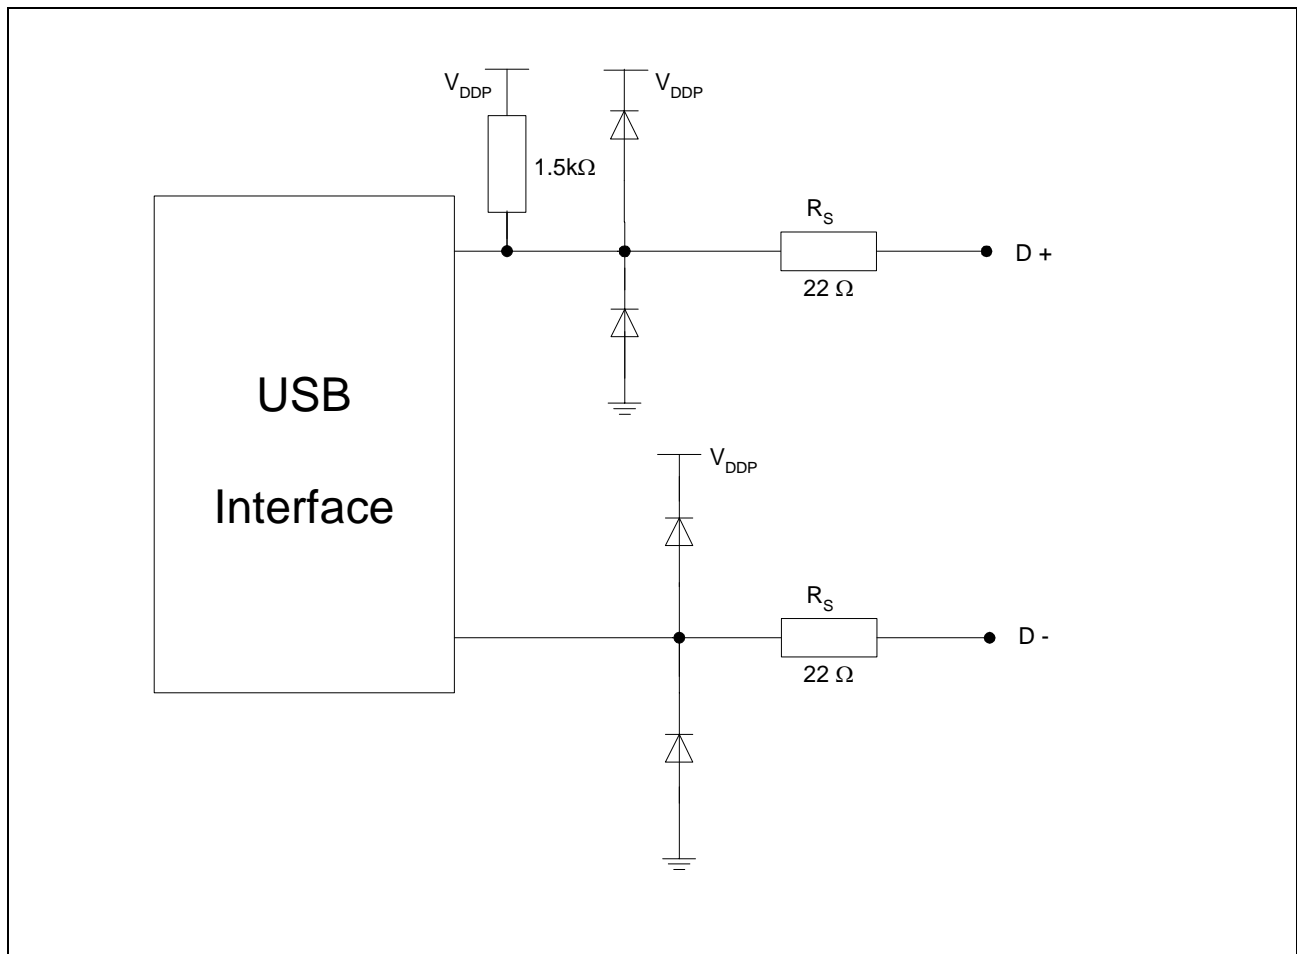 V_DDP
V_DDP
1.5kΩ
R_S
D +
22 Ω
USB
Interface
V_DDP
R_S
D -
22 Ω